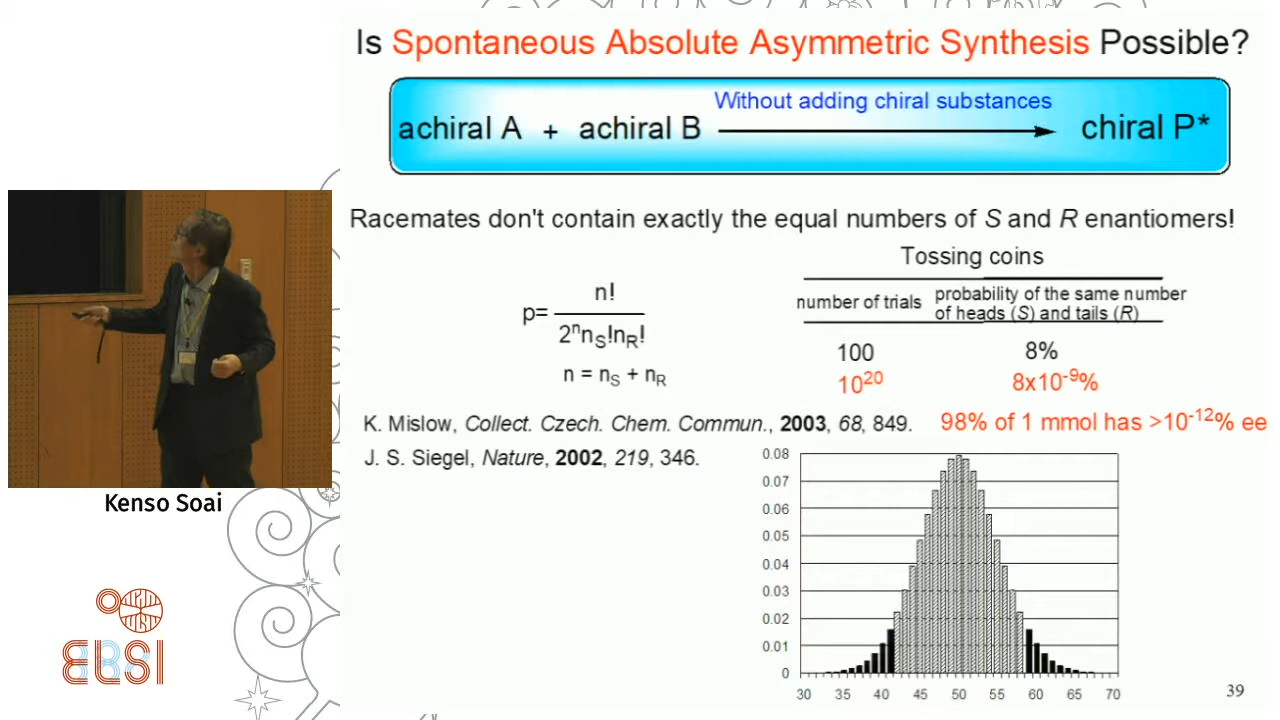 Is Spontaneous Absolute Asymmetric Synthesis Possible?
Without adding chiral substances
achiral A + achiral B
chiral P*
Racemates don't contain exactly the equal numbers of S and R enantiomers!
Tossing coins
number of trials
probability of the same number
of heads (S) and tails (R)
100 8%
10^20 8x10^-9%
n!
p=
2^n n_S!n_R!
n = n_S + n_R
K. Mislow, Collect. Czech. Chem. Commun., 2003, 68, 849.
98% of 1 mmol has >10^-12% ee
J. S. Siegel, Nature, 2002, 219, 346.
0.08
0.07
0.06
0.05
0.04
0.03
0.02
0.01
0
30 35 40 45 50 55 60 65 70
39
Kenso Soai
ELSI